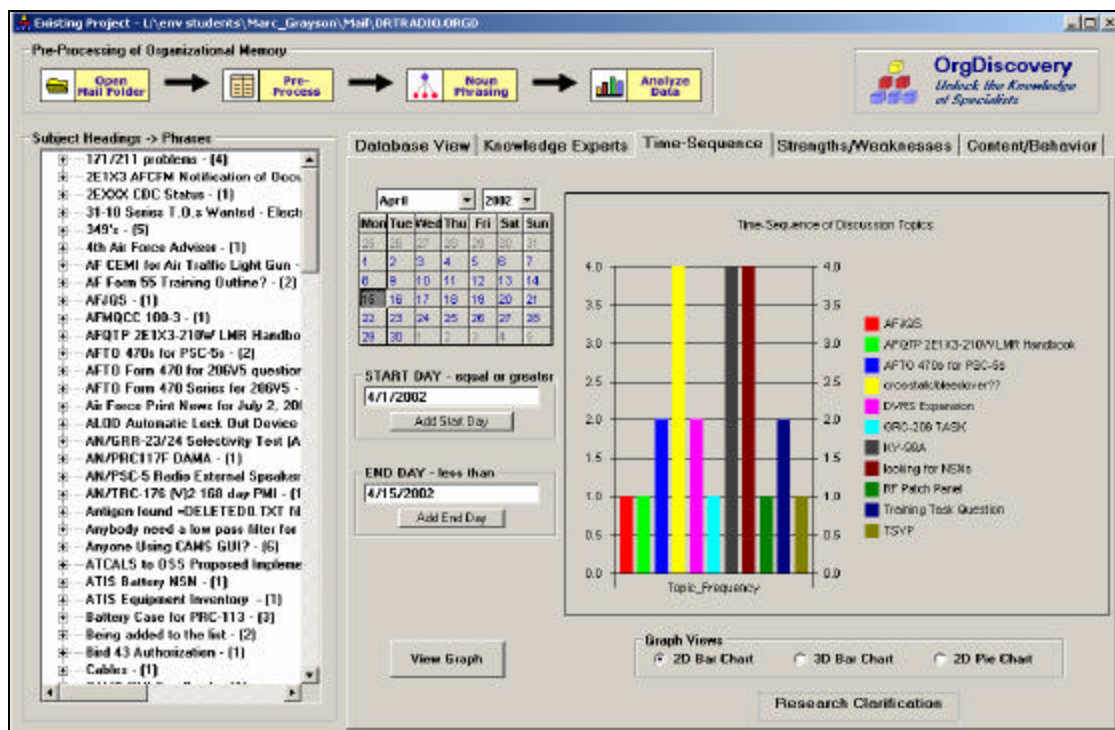 Existing Project - L:\env students\Marc_Grayson\Mail\DRTRADIO.ORGD
Pre-Processing of Organizational Memory
Open Mail Folder
Pre-Process
Noun Phrasing
Analyze Data
OrgDiscovery
Unlock the Knowledge
of Specialists
Subject Headings -> Phrases
171/211 problems - (4)
2E1X3 AFCFM Notification of Docu
2EXXX CDC Status - (1)
31-10 Series T.O.s Wanted - Elect
349's - (5)
4th Air Force Advisor - (1)
AF CEMI for Air Traffic Light Gun -
AF Form 55 Training Outline? - (2)
AFJQS - (1)
AFMQCC 100-3 - (1)
AFQTP 2E1X3-210W LMR Handbo
AFTO 470s for PSC-5s - (2)
AFTO Form 470 for 206V5 question
AFTO Form 470 Series for 206V5 -
Air Force Print News for July 2, 200
ALOD Automatic Lock Out Device
AN/GRR-23/24 Selectivity Test (A
AN/PRC117F DAMA - (1)
AN/PSC-5 Radio External Speaker
AN/TRC-176 (V)2 168 day PMI - (1
Antigen found =DELETED0.TXT fil
Anybody need a low pass filter for
Anyone Using CAMS GUI? - (6)
ATCALS to OSS Proposed Impleme
ATIS Battery NSN - (1)
ATIS Equipment Inventory - (1)
Battery Case for PRC-113 - (3)
Being added to the list - (2)
Bird 43 Authorization - (1)
Cables - (1)
Database View
Knowledge Experts
Time-Sequence
Strengths/Weaknesses
Content/Behavior
April 2002
Mon Tue Wed Thu Fri Sat Sun
25 26 27 28 29 30 31
1 2 3 4 5 6 7
8 9 10 11 12 13 14
15 16 17 18 19 20 21
22 23 24 25 26 27 28
29 30 1 2 3 4 5
START DAY - equal or greater
4/1/2002
Add Start Day
END DAY - less than
4/15/2002
Add End Day
View Graph
Time-Sequence of Discussion Topics
4.0 4.0
3.5 3.5
3.0 3.0
2.5 2.5
2.0 2.0
1.5 1.5
1.0 1.0
0.5 0.5
0.0 0.0
Topic_Frequency
AFJQS
AFQTP 2E1X3-210W LMR Handbook
AFTO 470s for PSC-5s
crosstalk/bleedover??
DVRS Expansion
GRC-206 TASK
KY-99A
looking for NSNs
RF Patch Panel
Training Task Question
TSVP
Graph Views
2D Bar Chart
3D Bar Chart
2D Pie Chart
Research Clarification